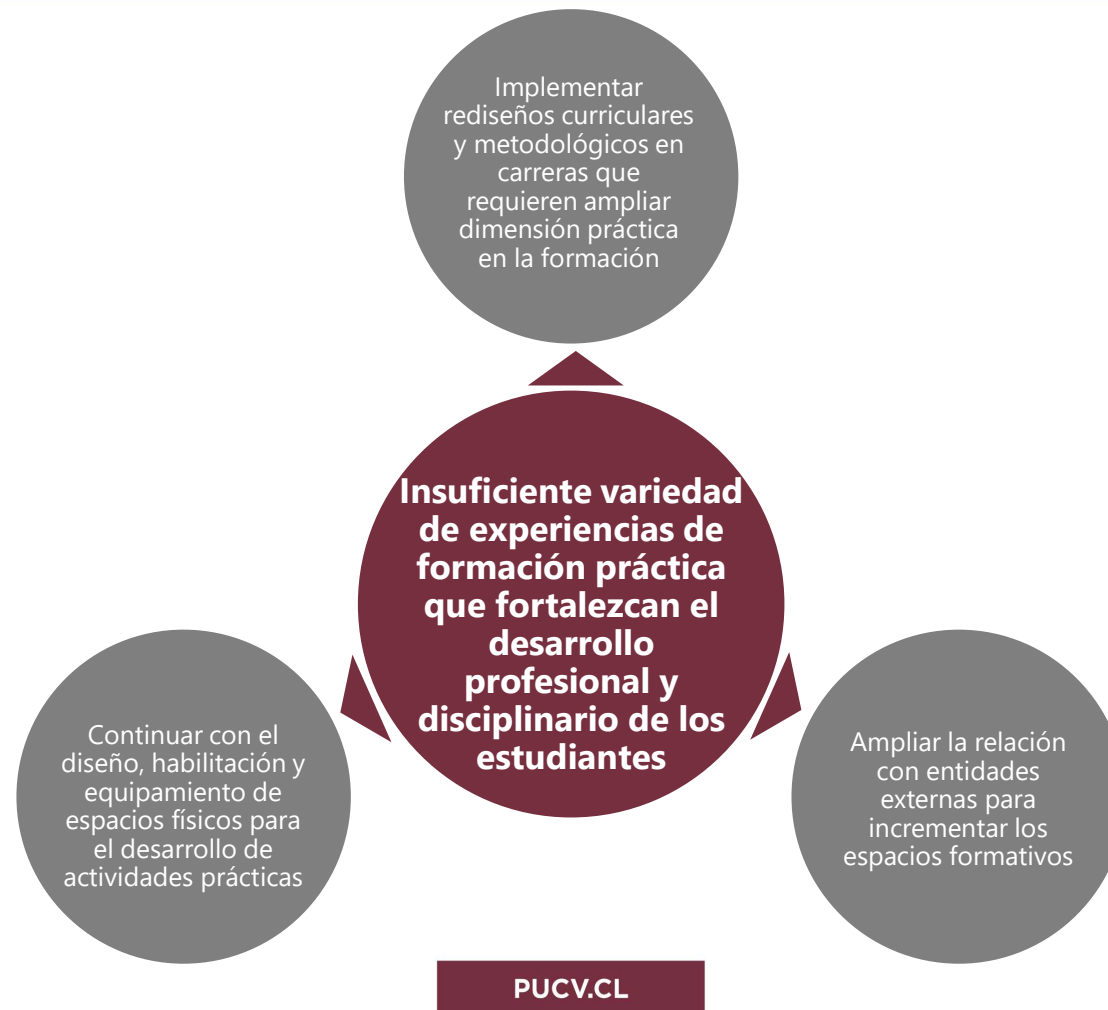 Implementar
rediseños curriculares
y metodológicos en
carreras que
requieren ampliar
dimensión práctica
en la formación
Insuficiente variedad
de experiencias de
formación práctica
que fortalezcan el
desarrollo
profesional y
disciplinario de los
estudiantes
Continuar con el
diseño, habilitación y
equipamiento de
espacios físicos para
el desarrollo de
actividades prácticas
Ampliar la relación
con entidades
externas para
incrementar los
espacios formativos
PUCV.CL